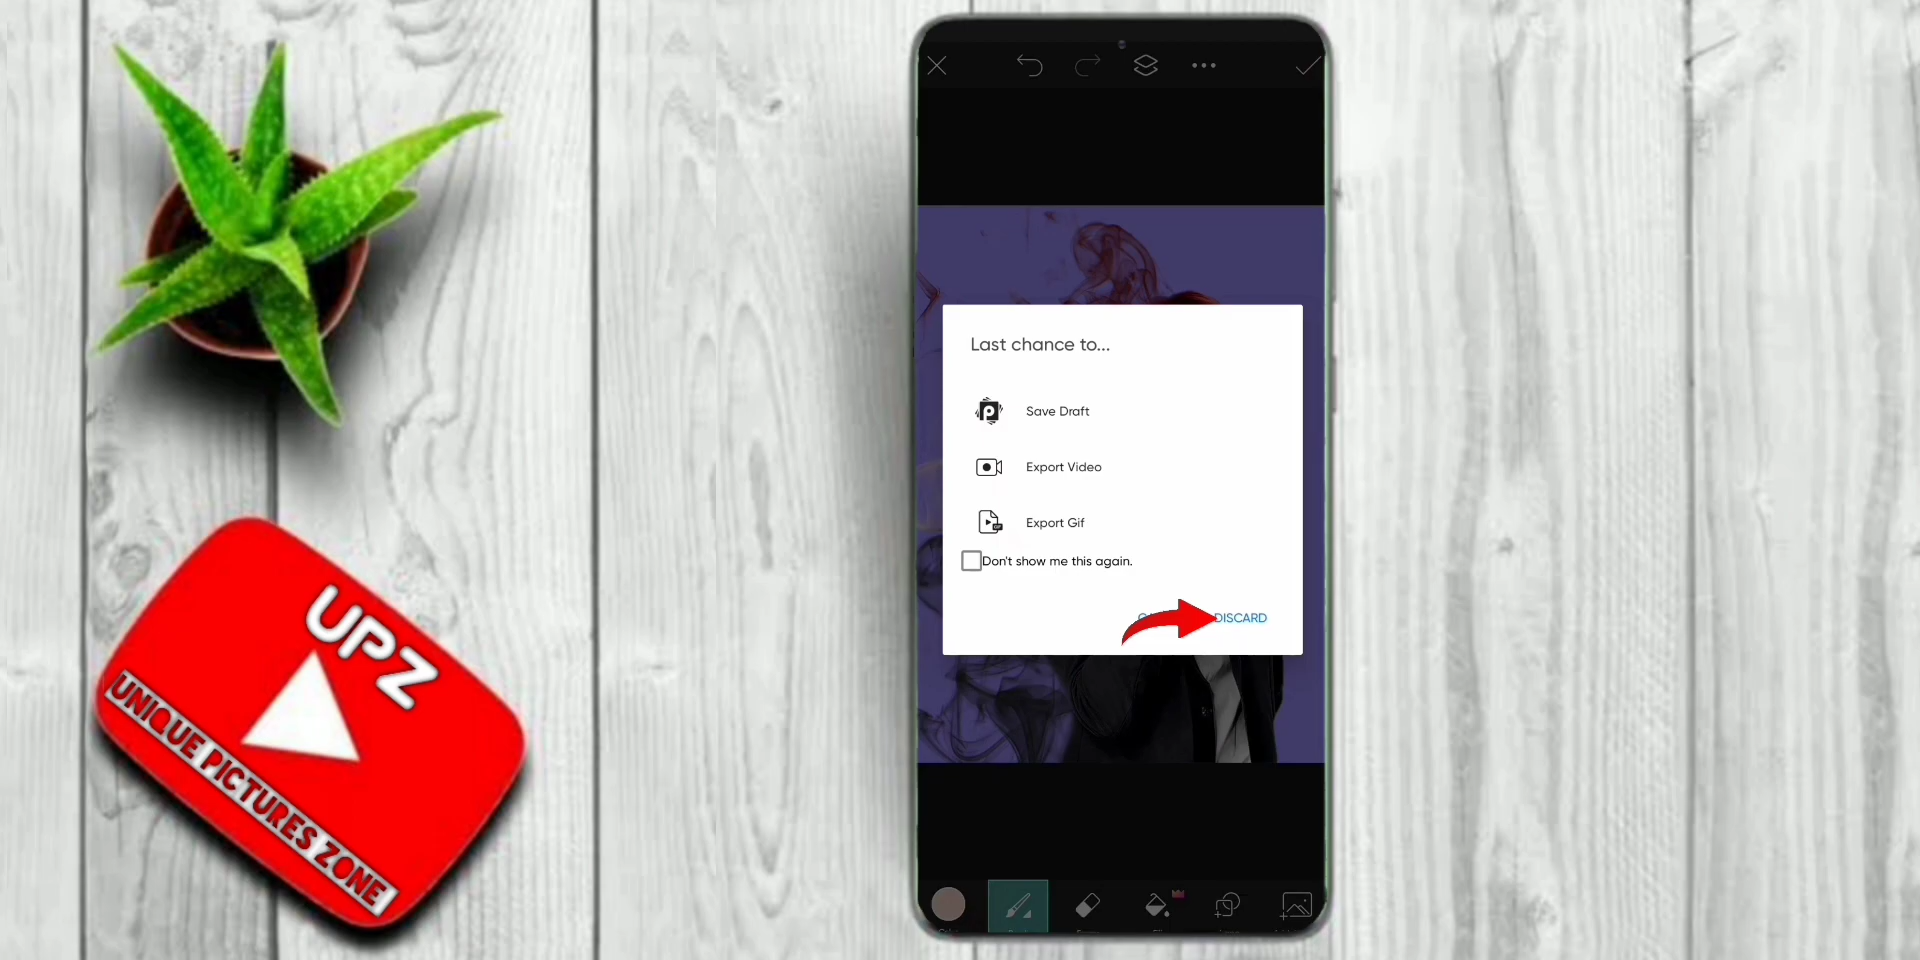 UPZ
UNIQUE PICTURES ZONE
Last chance to...
Save Draft
Export Video
Export Gif
Don't show me this again.
DISCARD